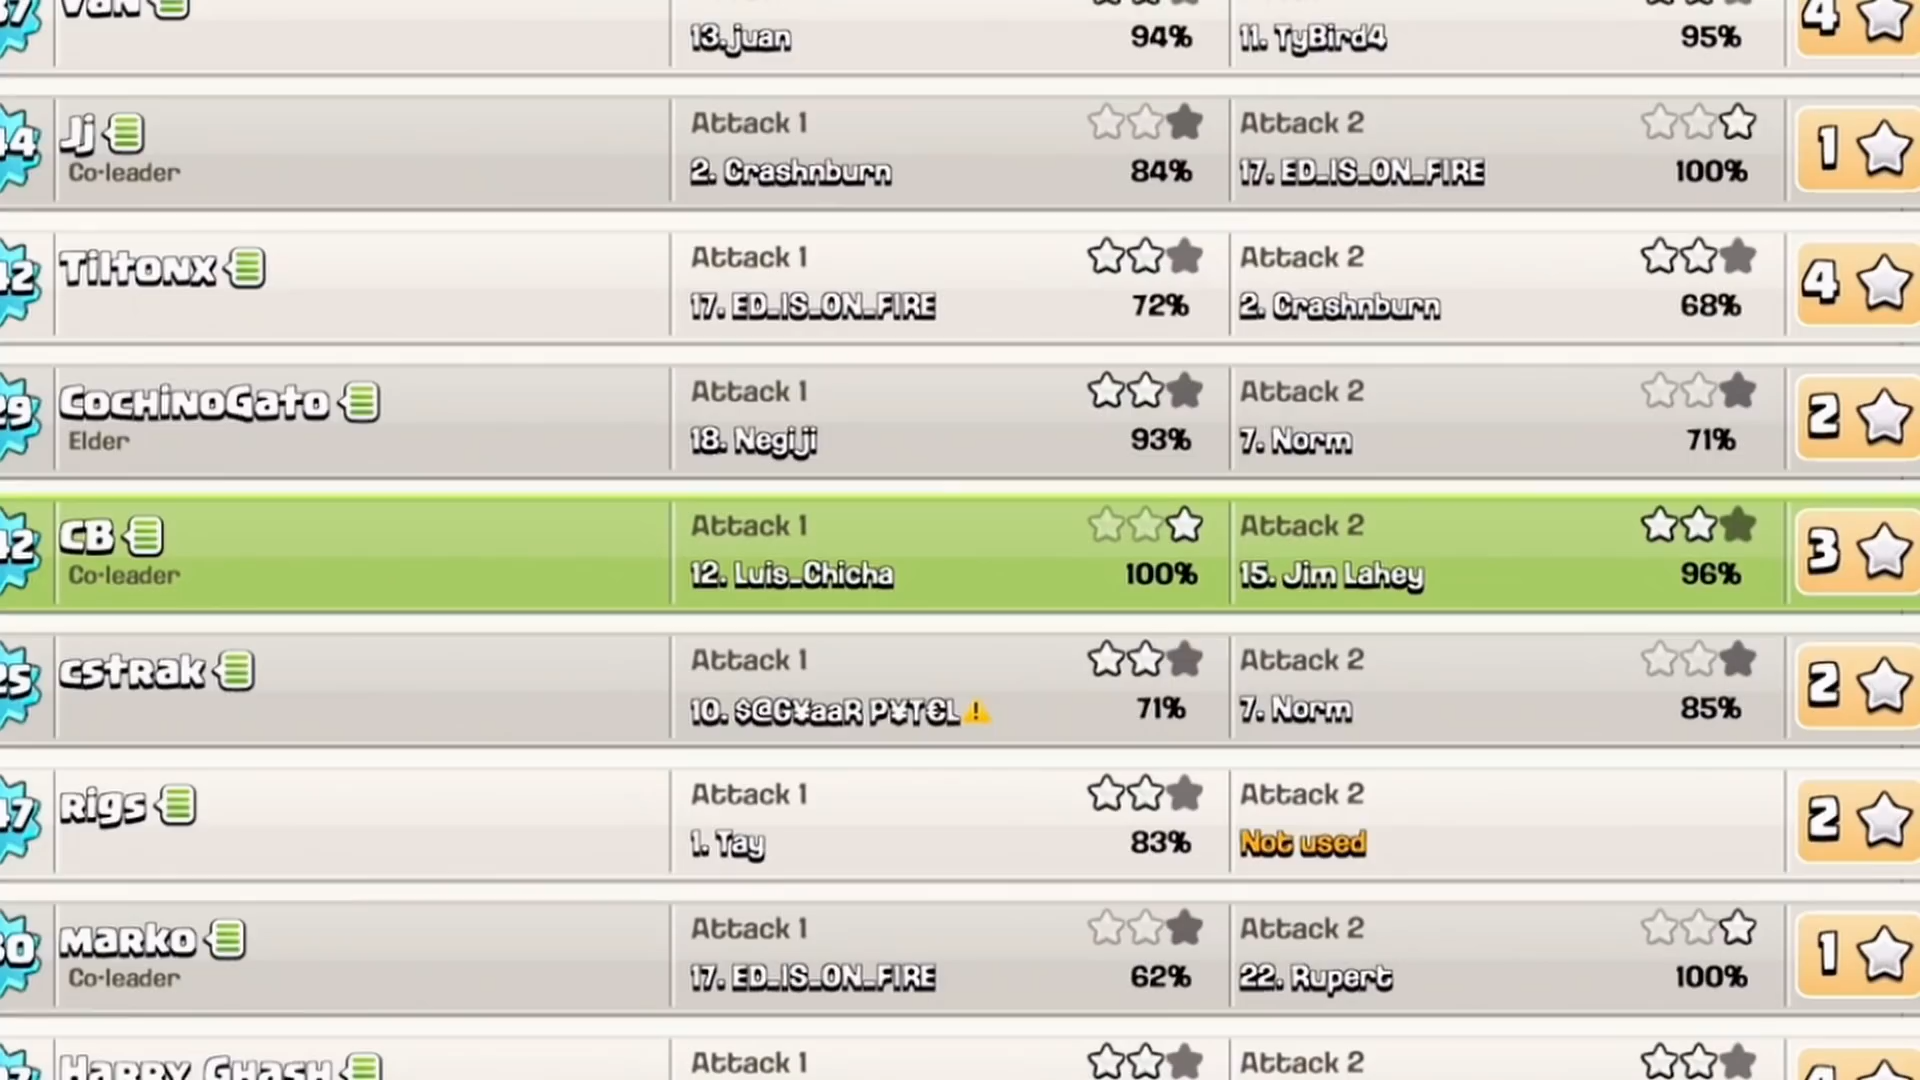 Van
13.juan 94% 11. TyBird4 95% 4
44 Jj Attack 1 Attack 2 1
Co-leader 2. Crashnburn 84% 17. ED_IS_ON_FIRE 100%
Tiltonx Attack 1 Attack 2 4
17. ED_IS_ON_FIRE 72% 2. Crashnburn 68%
CochinoGato Attack 1 Attack 2 2
Elder 18. Negijji 93% 7. Norm 71%
CB Attack 1 Attack 2 3
Co-leader 12. Luis_Chicha 100% 15. Jim Lahey 96%
cstrak Attack 1 Attack 2 2
10. $@G¥aaR P¥T€L 71% 7. Norm 85%
Rigs Attack 1 Attack 2 2
1. Tay 83% Not used
Marko Attack 1 Attack 2 1
Co-leader 17. ED_IS_ON_FIRE 62% 22. Rupert 100%
Happy Ghash Attack 1 Attack 2